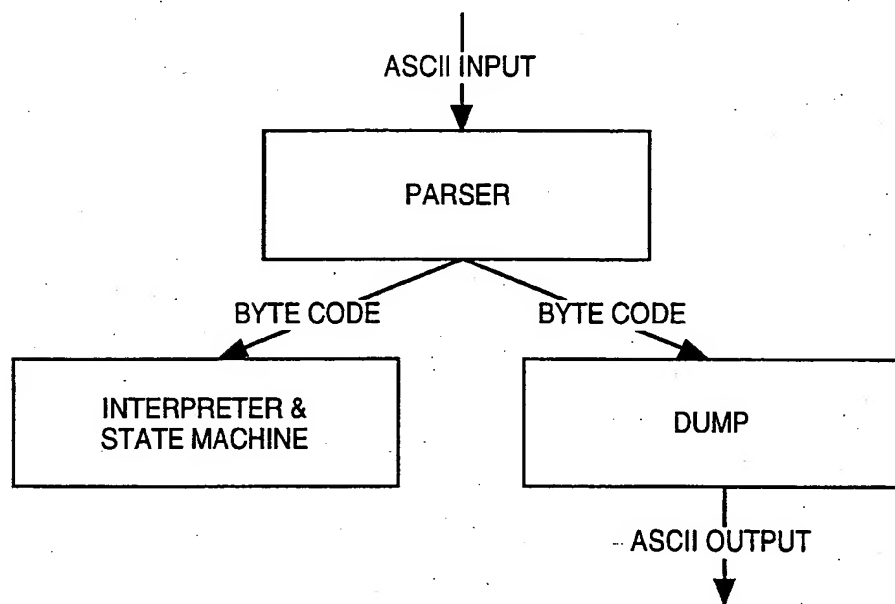 ASCII INPUT
PARSER
BYTE CODE
BYTE CODE
INTERPRETER &
STATE MACHINE
DUMP
ASCII OUTPUT